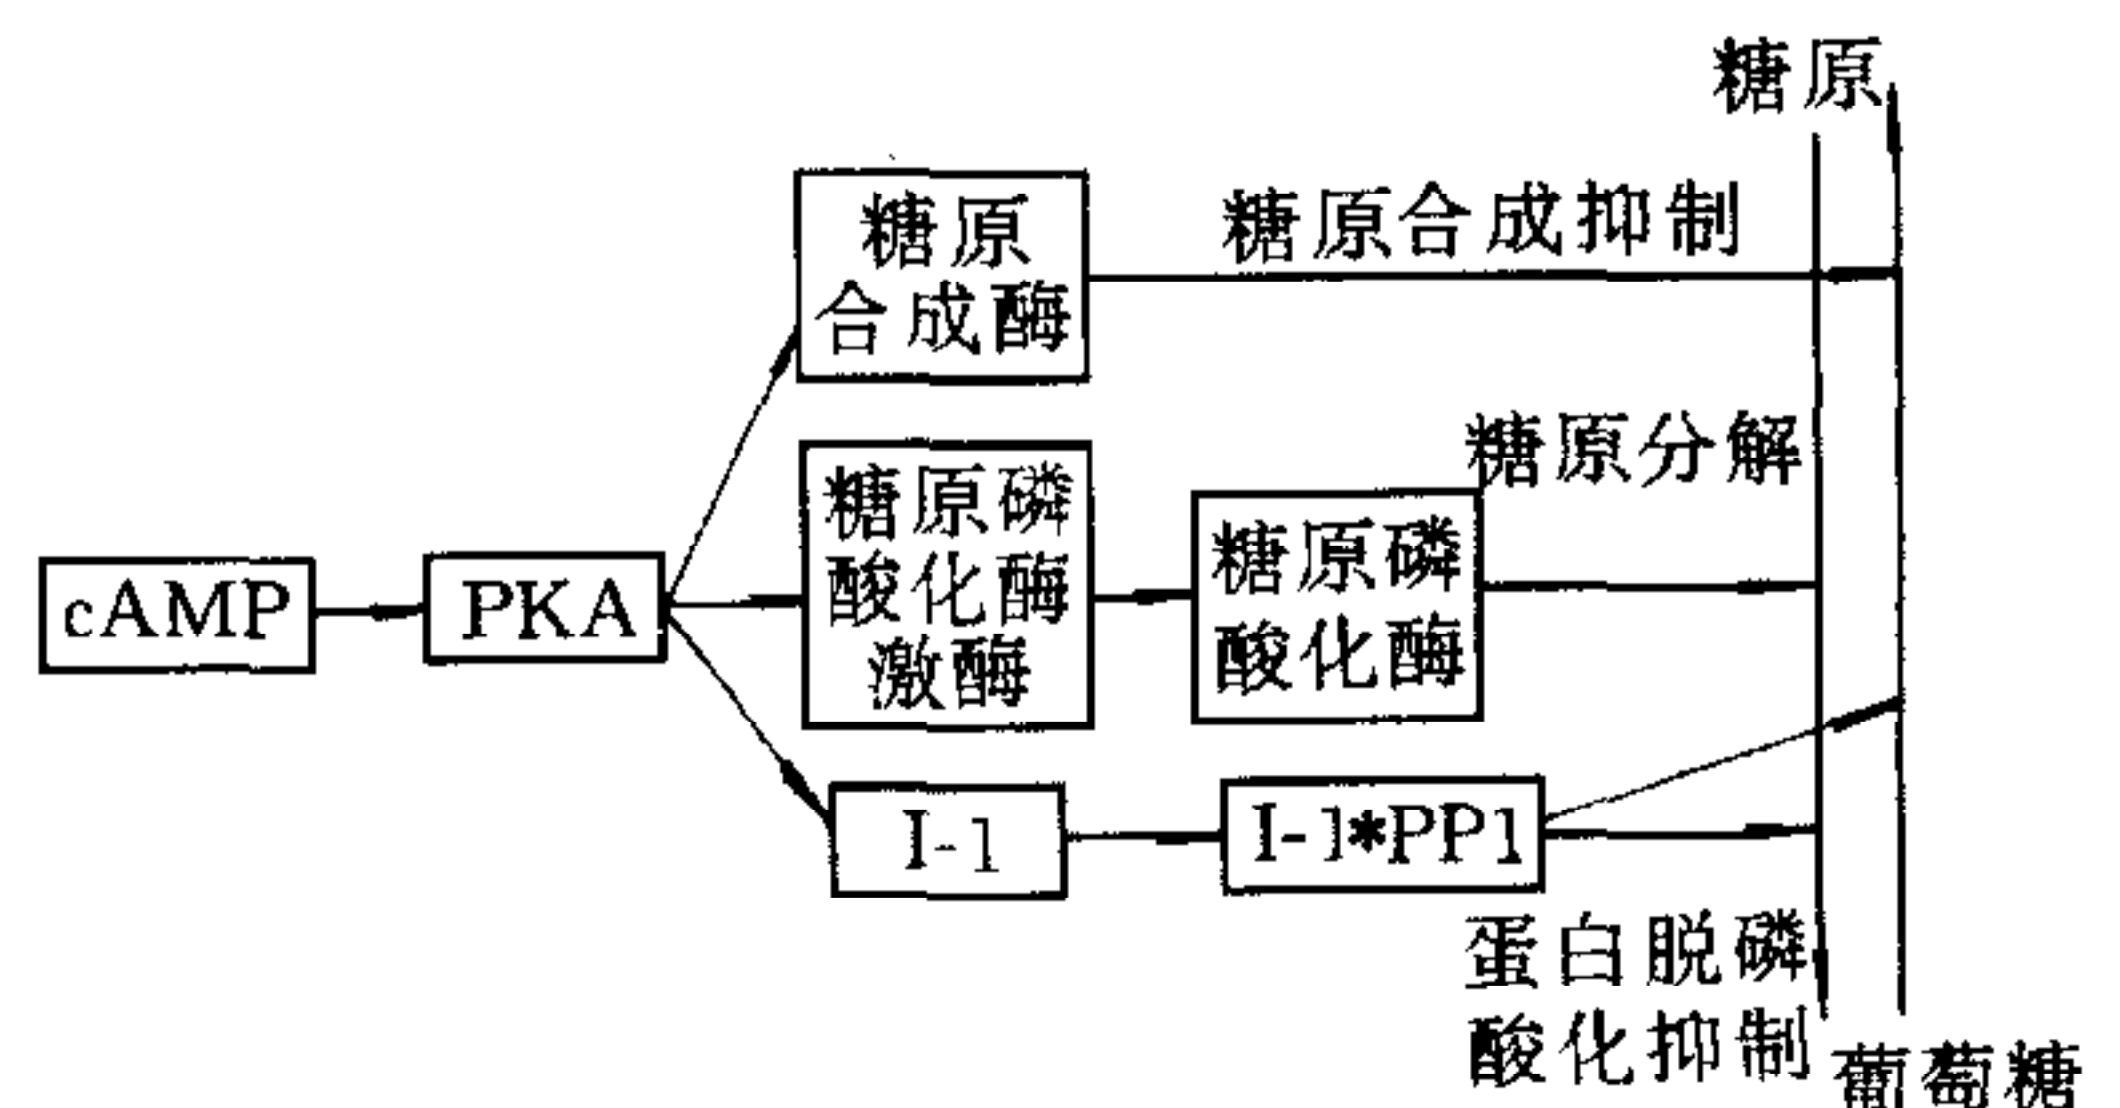 糖原
糖原
合成酶
糖原合成抑制
糖原分解
糖原磷
酸化酶
激酶
糖原磷
酸化酶
cAMP
PKA
I-1
I-1*PP1
蛋白脱磷
酸化抑制
葡萄糖